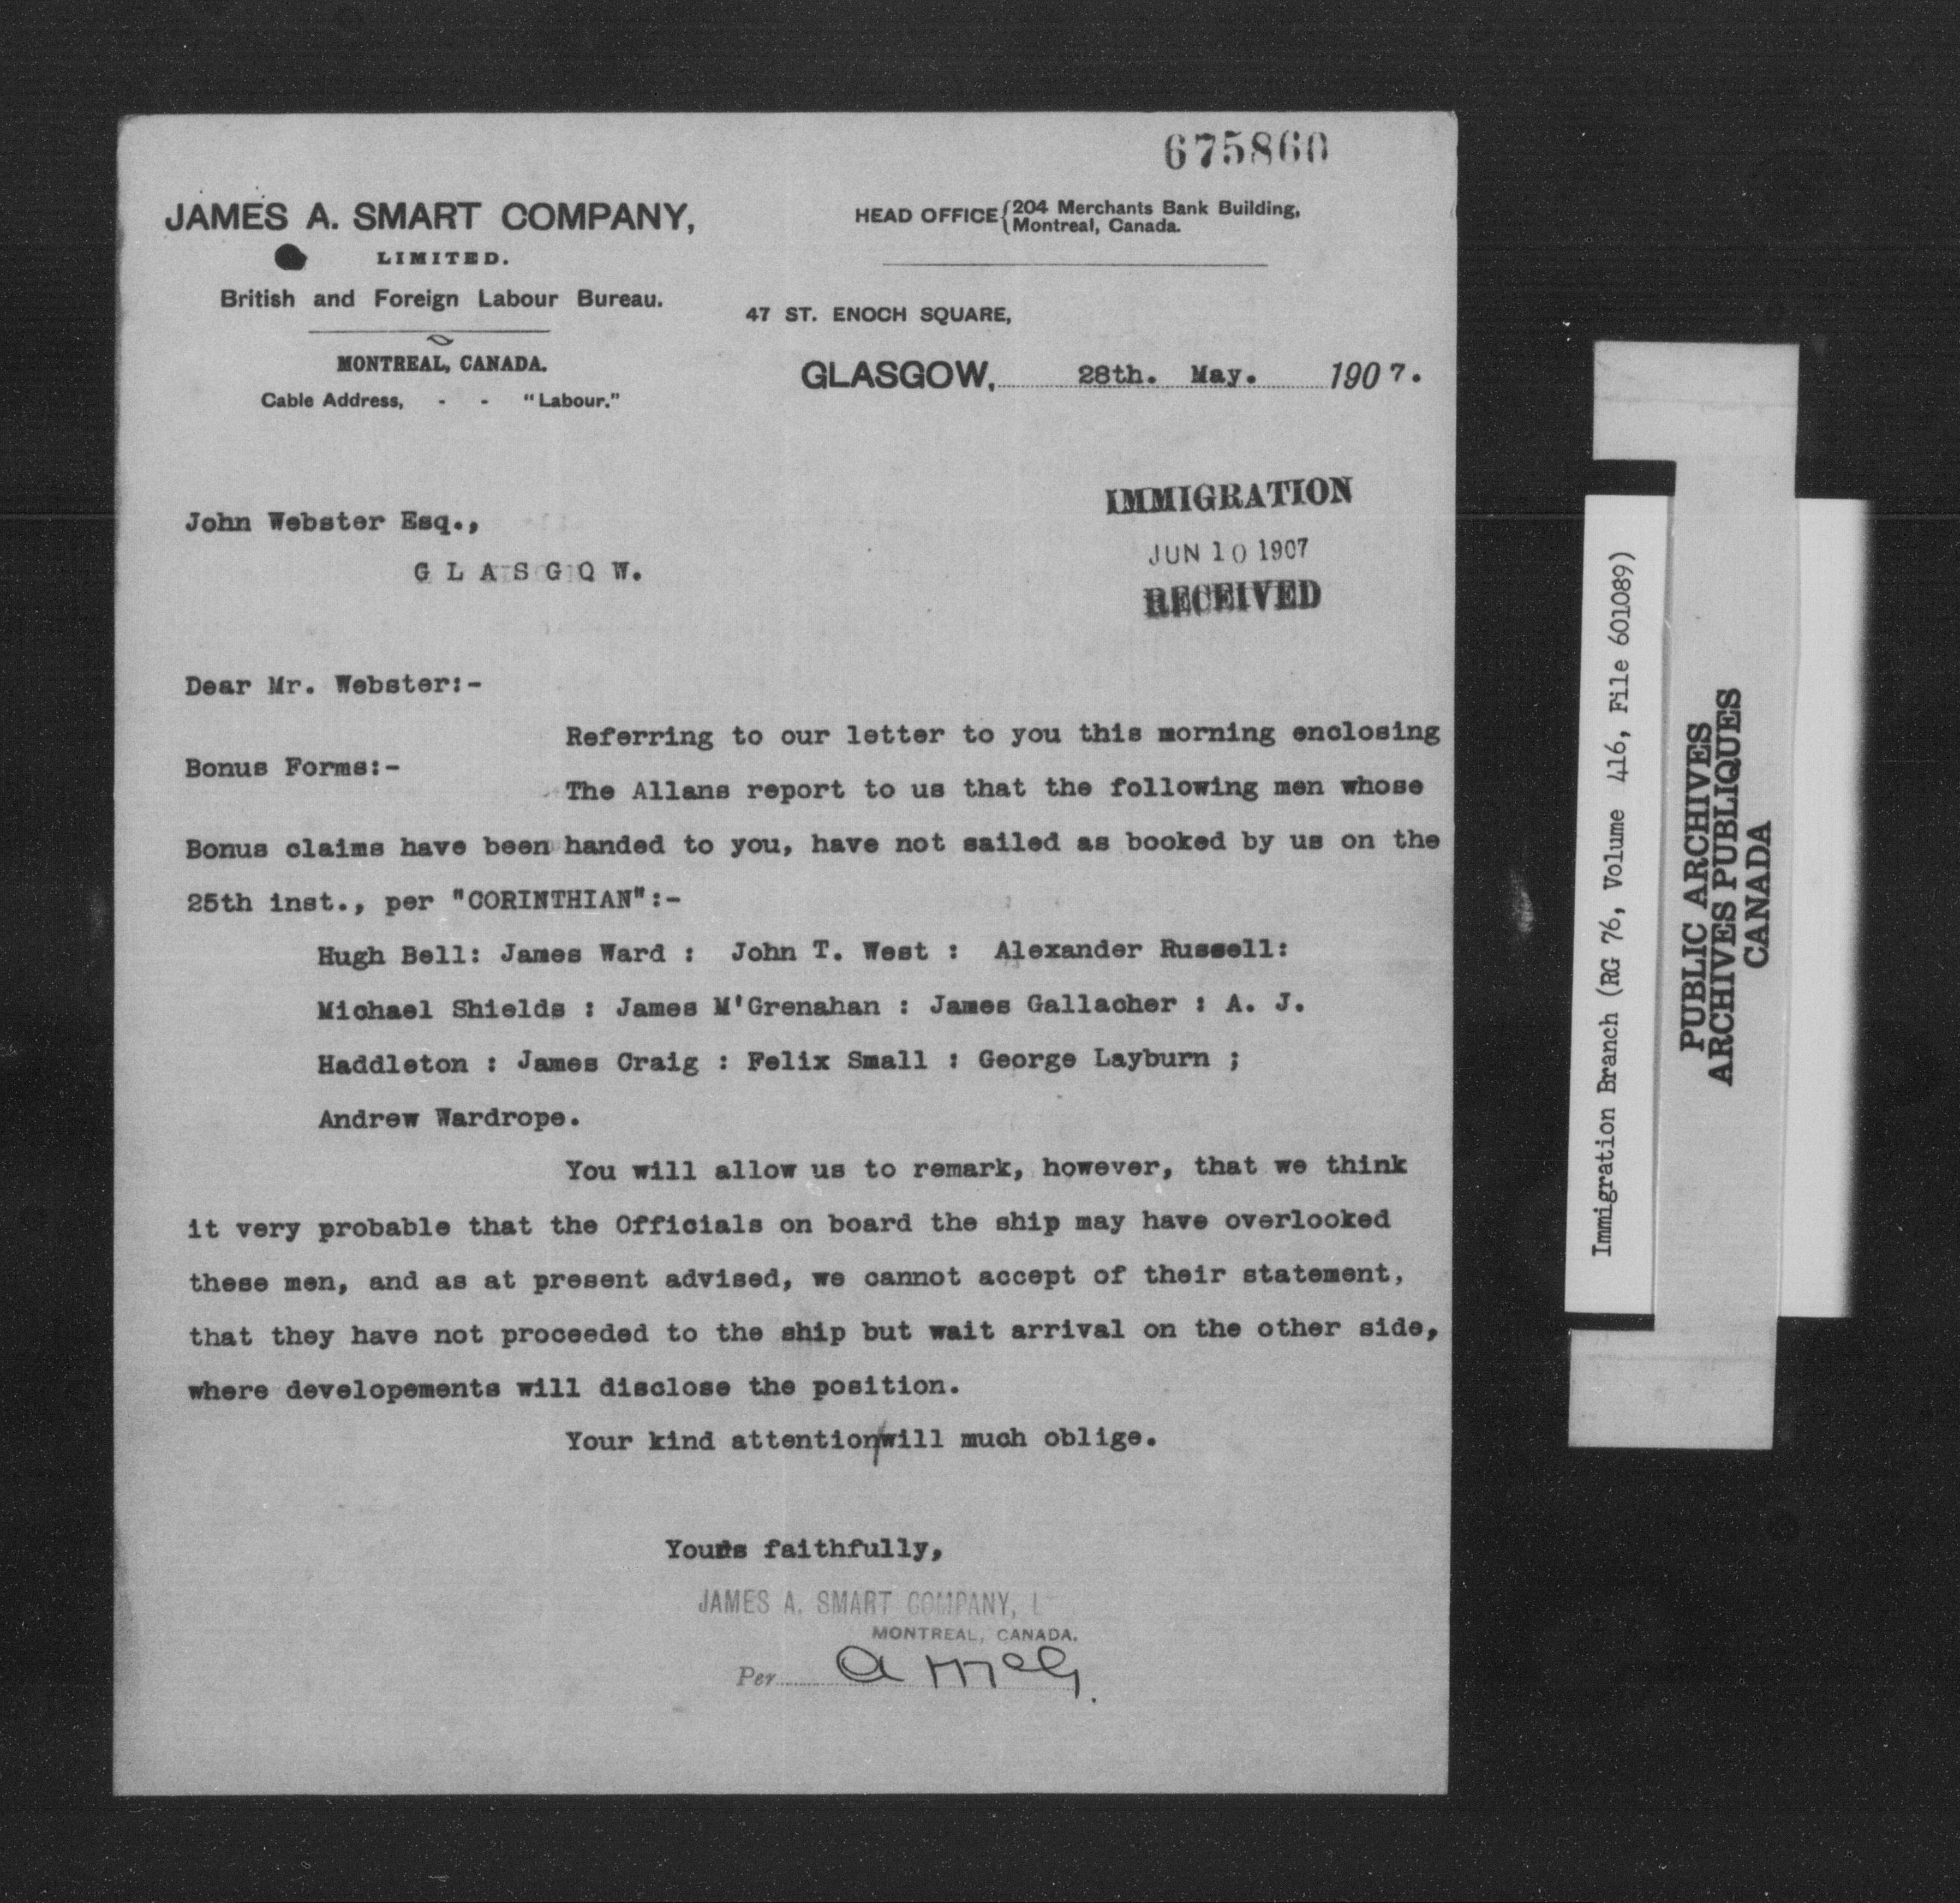 675860
JAMES A. SMART COMPANY,
LIMITED.
British and Foreign Labour Bureau.
MONTREAL, CANADA.
Cable Address, - - "Labour."
HEAD OFFICE { 204 Merchants Bank Building,
Montreal, Canada.
47 ST. ENOCH SQUARE,
GLASGOW, 28th. May. 1907.
IMMIGRATION
JUN 10 1907
RECEIVED
John Webster Esq.,
G L A S G O W.
Dear Mr. Webster:-
Referring to our letter to you this morning enclosing
Bonus Forms:-
The Allans report to us that the following men whose
Bonus claims have been handed to you, have not sailed as booked by us on the
25th inst., per "CORINTHIAN":-
Hugh Bell: James Ward : John T. West : Alexander Russell:
Michael Shields : James M'Grenahan : James Gallacher : A. J.
Haddleton : James Craig : Felix Small : George Layburn ;
Andrew Wardrope.
You will allow us to remark, however, that we think
it very probable that the Officials on board the ship may have overlooked
these men, and as at present advised, we cannot accept of their statement,
that they have not proceeded to the ship but wait arrival on the other side,
where developements will disclose the position.
Your kind attention/will much oblige.
Yours faithfully,
JAMES A. SMART COMPANY, L
MONTREAL, CANADA.
Per A McG.
Immigration Branch (RG 76, Volume 416, File 601089)
PUBLIC ARCHIVES
ARCHIVES PUBLIQUES
CANADA